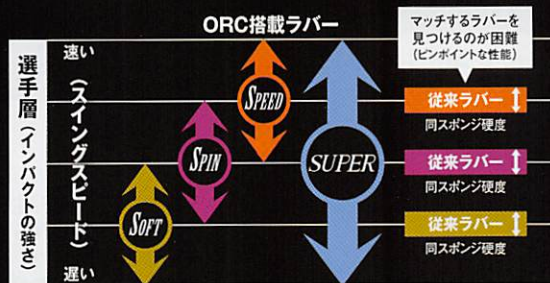 ORC搭載ラバー
マッチするラバーを
見つけるのが困難
(ピンポイントな性能)
選手層(インパクトの強さ)
(スイングスピード)
速い
遅い
SPEED
SPIN
SOFT
SUPER
従来ラバー
同スポンジ硬度
従来ラバー
同スポンジ硬度
従来ラバー
同スポンジ硬度